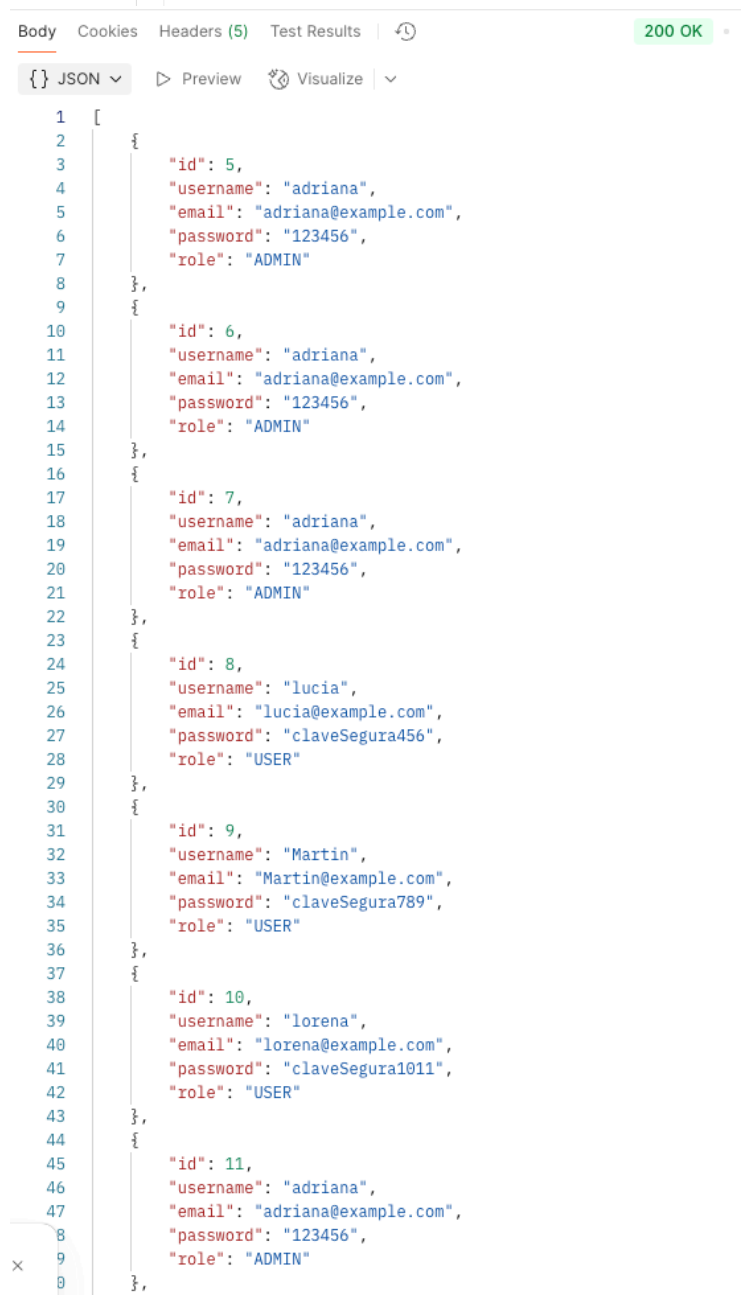 Body Cookies Headers (5) Test Results 200 OK
{} JSON Preview Visualize
1 [
2 {
3 "id": 5,
4 "username": "adriana",
5 "email": "adriana@example.com",
6 "password": "123456",
7 "role": "ADMIN"
8 },
9 {
10 "id": 6,
11 "username": "adriana",
12 "email": "adriana@example.com",
13 "password": "123456",
14 "role": "ADMIN"
15 },
16 {
17 "id": 7,
18 "username": "adriana",
19 "email": "adriana@example.com",
20 "password": "123456",
21 "role": "ADMIN"
22 },
23 {
24 "id": 8,
25 "username": "lucia",
26 "email": "lucia@example.com",
27 "password": "claveSegura456",
28 "role": "USER"
29 },
30 {
31 "id": 9,
32 "username": "Martin",
33 "email": "Martin@example.com",
34 "password": "claveSegura789",
35 "role": "USER"
36 },
37 {
38 "id": 10,
39 "username": "lorena",
40 "email": "lorena@example.com",
41 "password": "claveSegura1011",
42 "role": "USER"
43 },
44 {
45 "id": 11,
46 "username": "adriana",
47 "email": "adriana@example.com",
8 "password": "123456",
9 "role": "ADMIN"
0 },